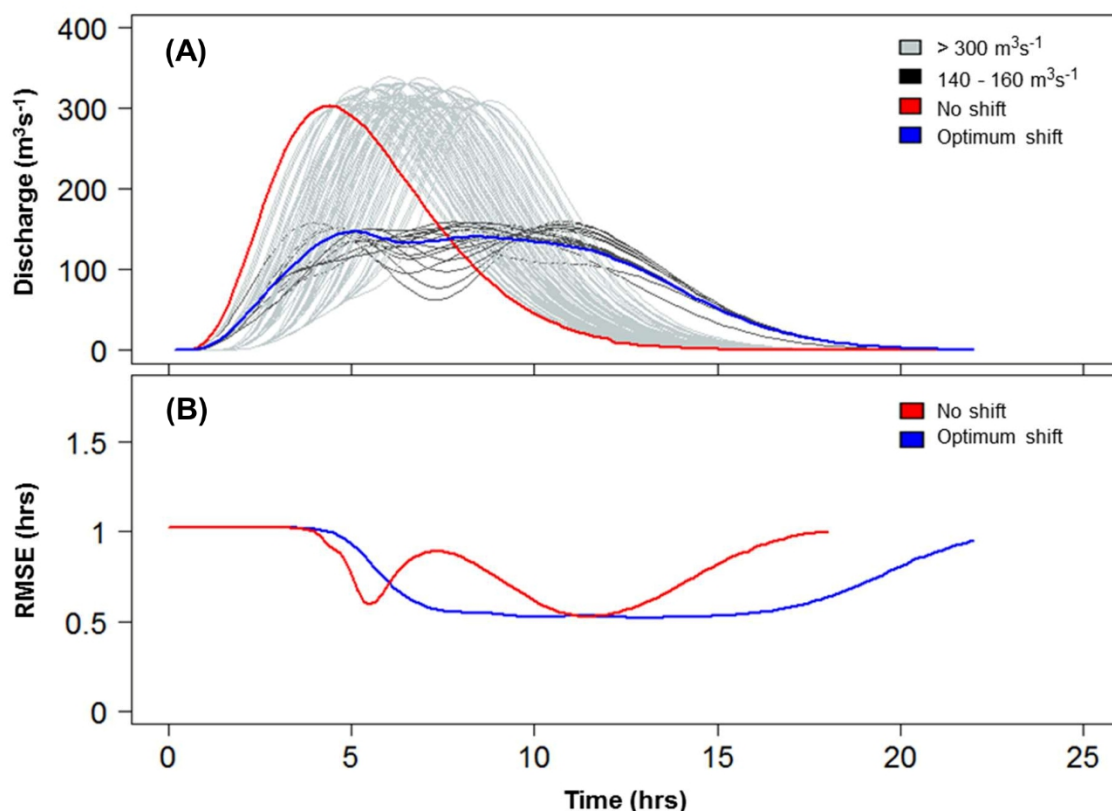 (A)
400
300
200
100
0
Discharge (m³s⁻¹)
> 300 m³s⁻¹
140 - 160 m³s⁻¹
No shift
Optimum shift
(B)
1.5
1
0.5
0
RMSE (hrs)
No shift
Optimum shift
0 5 10 15 20 25
Time (hrs)